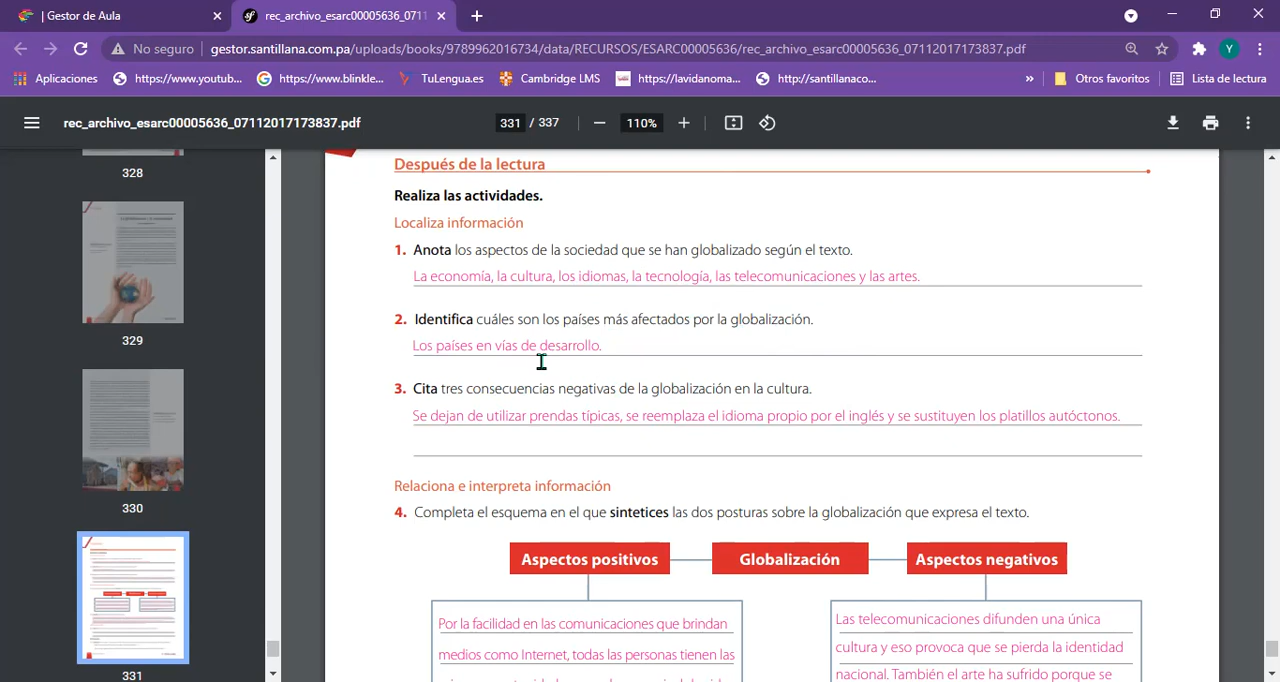 | Gestor de Aula
rec_archivo_esarc00005636_0711
No seguro
gestor.santillana.com.pa/uploads/books/9789962016734/data/RECURSOS/ESARC00005636/rec_archivo_esarc00005636_07112017173837.pdf
Y
Aplicaciones
https://www.youtub...
https://www.blinkle...
TuLengua.es
Cambridge LMS
https://lavidanoma...
http://santillanaco...
»
Otros favoritos
Lista de lectura
rec_archivo_esarc00005636_07112017173837.pdf
331 / 337
110%
328
329
330
331
Después de la lectura
Realiza las actividades.
Localiza información
1. Anota los aspectos de la sociedad que se han globalizado según el texto.
La economía, la cultura, los idiomas, la tecnología, las telecomunicaciones y las artes.
2. Identifica cuáles son los países más afectados por la globalización.
Los países en vías de desarrollo.
3. Cita tres consecuencias negativas de la globalización en la cultura.
Se dejan de utilizar prendas típicas, se reemplaza el idioma propio por el inglés y se sustituyen los platillos autóctonos.
Relaciona e interpreta información
4. Completa el esquema en el que sintetices las dos posturas sobre la globalización que expresa el texto.
Aspectos positivos
Globalización
Aspectos negativos
Por la facilidad en las comunicaciones que brindan
medios como Internet, todas las personas tienen las
Las telecomunicaciones difunden una única
cultura y eso provoca que se pierda la identidad
nacional. También el arte ha sufrido porque se